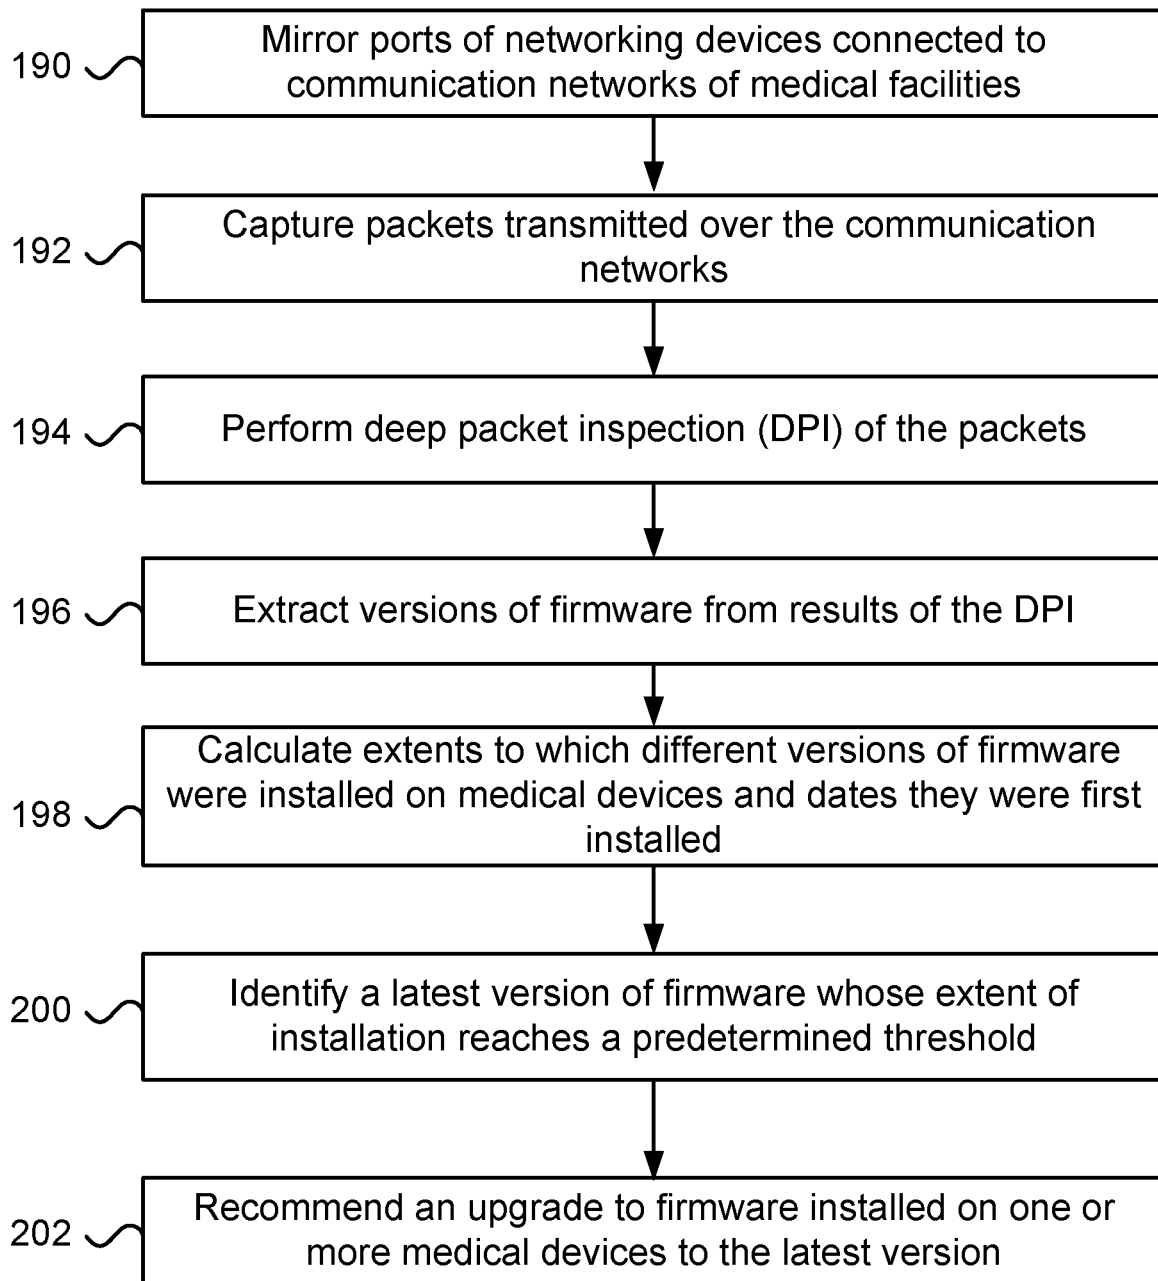 190
Mirror ports of networking devices connected to
communication networks of medical facilities
192
Capture packets transmitted over the communication
networks
194
Perform deep packet inspection (DPI) of the packets
196
Extract versions of firmware from results of the DPI
198
Calculate extents to which different versions of firmware
were installed on medical devices and dates they were first
installed
200
Identify a latest version of firmware whose extent of
installation reaches a predetermined threshold
202
Recommend an upgrade to firmware installed on one or
more medical devices to the latest version